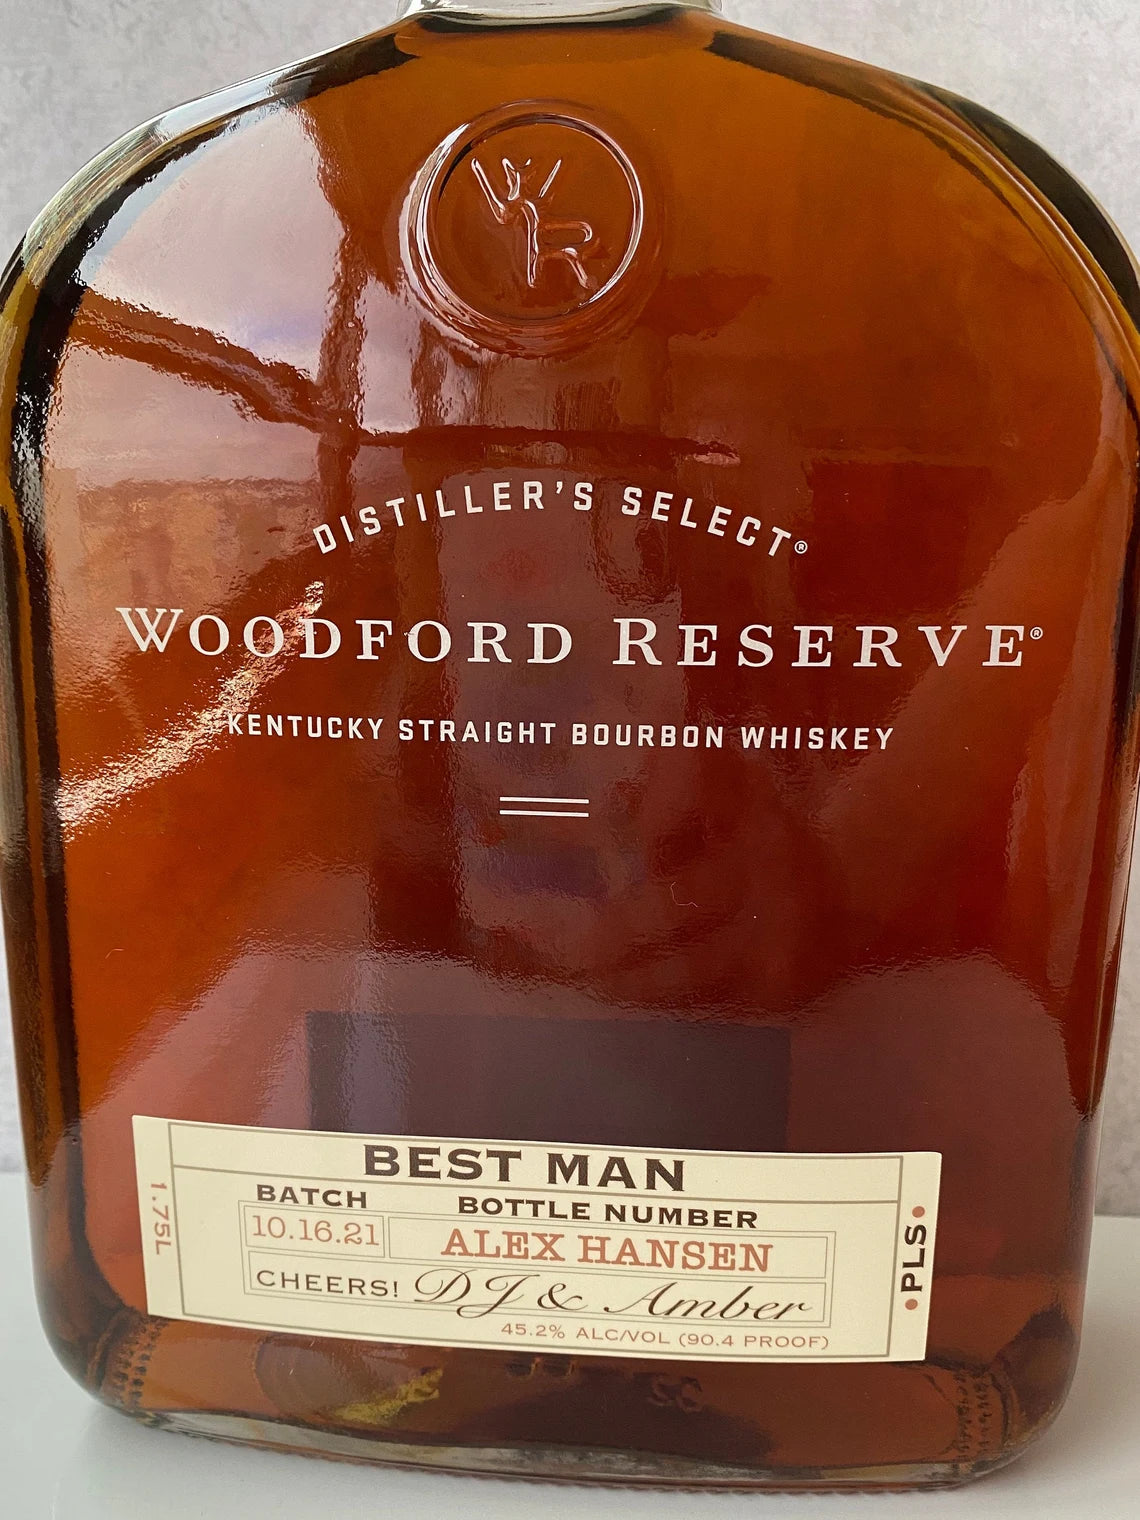 WR
DISTILLER'S SELECT®
WOODFORD RESERVE®
KENTUCKY STRAIGHT BOURBON WHISKEY
BEST MAN
BATCH BOTTLE NUMBER
10.16.21 ALEX HANSEN
CHEERS! DJ & Amber
45.2% ALC/VOL (90.4 PROOF)
1.75L
•PLS•